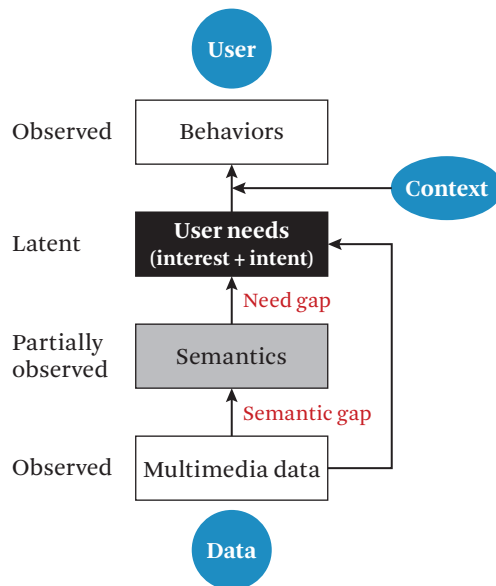 User
Observed
Behaviors
Context
Latent
User needs
(interest + intent)
Need gap
Partially
observed
Semantics
Semantic gap
Observed
Multimedia data
Data